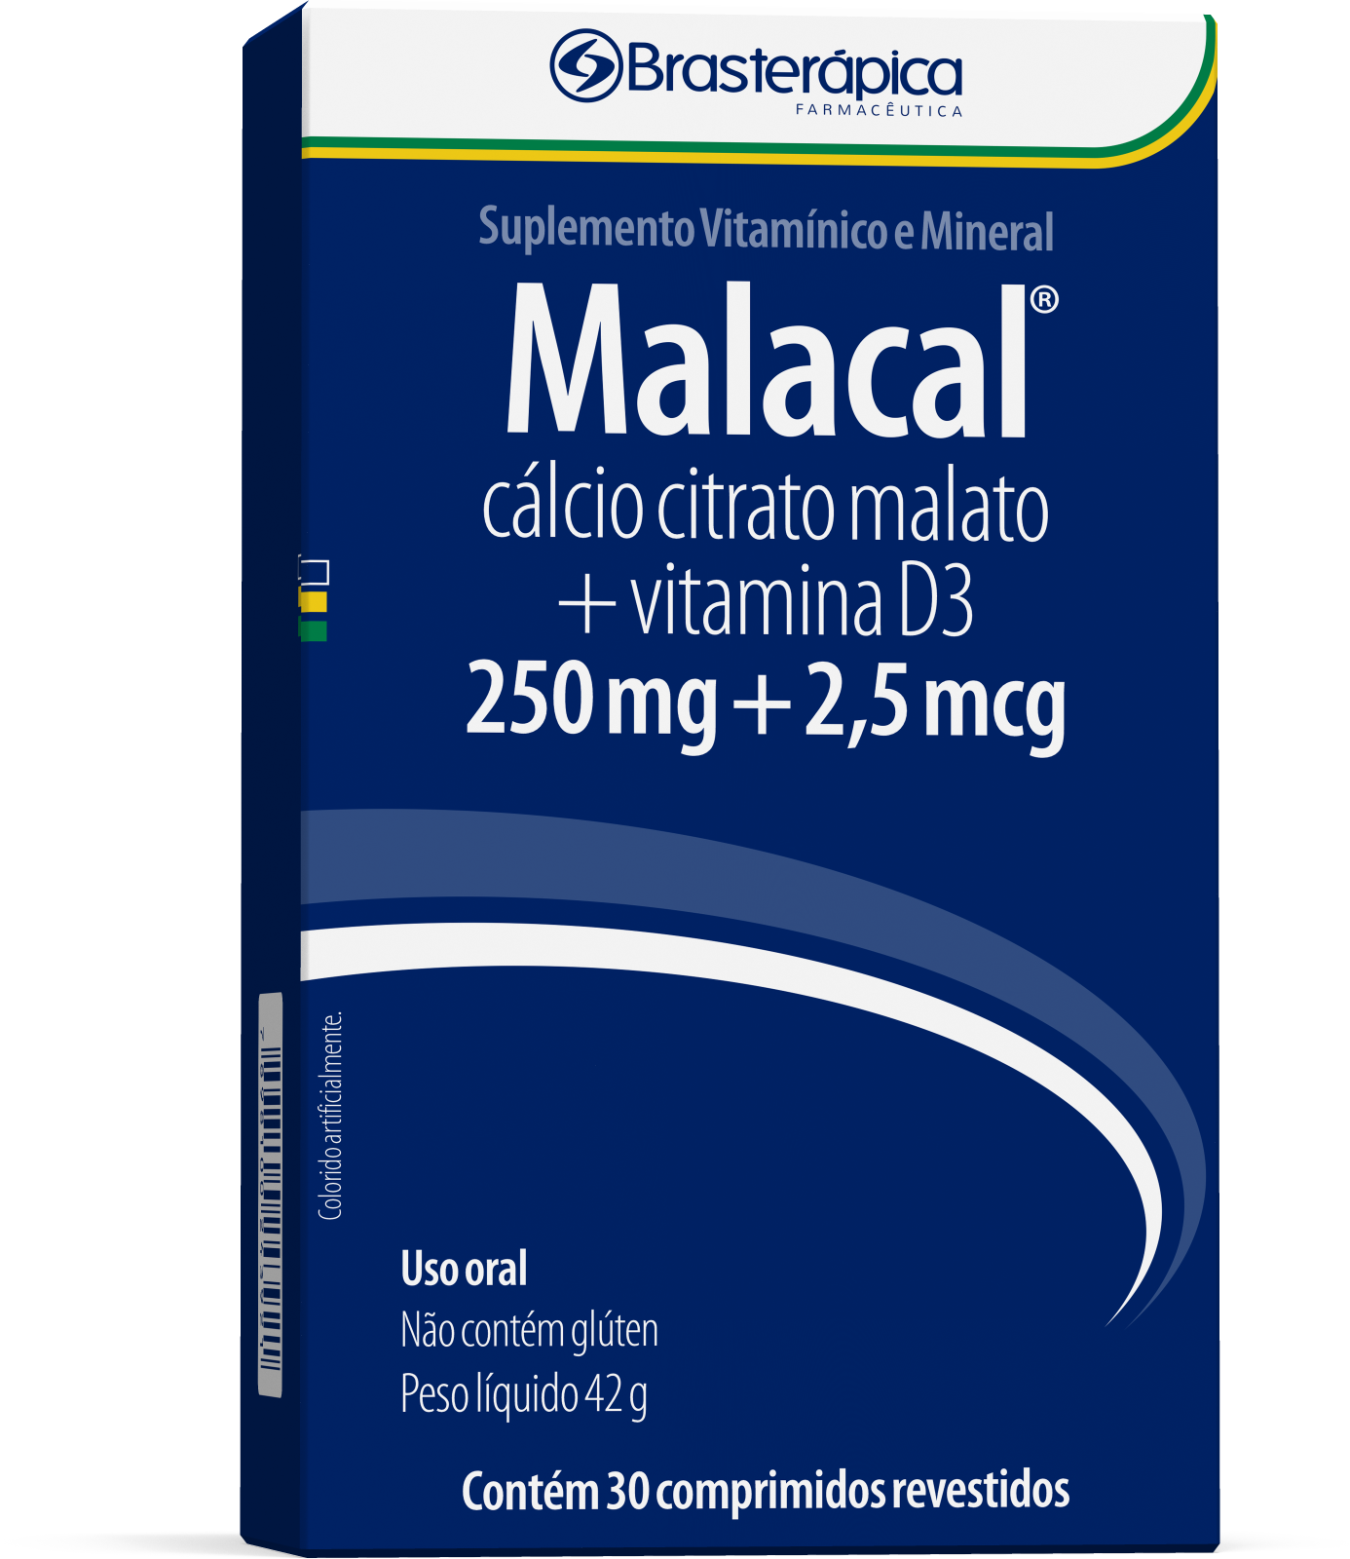 Brasterápica
FARMACÊUTICA
Suplemento Vitamínico e Mineral
Malacal®
cálcio citrato malato
+ vitamina D3
250 mg + 2,5 mcg
Colorido artificialmente.
Uso oral
Não contém glúten
Peso líquido 42 g
Contém 30 comprimidos revestidos